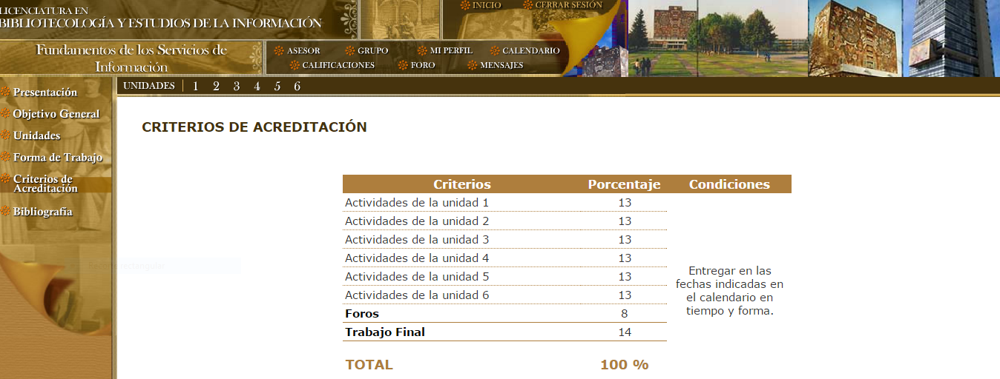 LICENCIATURA EN
BIBLIOTECOLOGÍA Y ESTUDIOS DE LA INFORMACIÓN
INICIO
CERRAR SESIÓN
Fundamentos de los Servicios de
Información
ASESOR
GRUPO
MI PERFIL
CALENDARIO
CALIFICACIONES
FORO
MENSAJES
UNIDADES 1 2 3 4 5 6
Presentación
Objetivo General
Unidades
Forma de Trabajo
Criterios de
Acreditación
Bibliografía
CRITERIOS DE ACREDITACIÓN
Criterios Porcentaje Condiciones
Actividades de la unidad 1 13
Actividades de la unidad 2 13
Actividades de la unidad 3 13
Actividades de la unidad 4 13
Actividades de la unidad 5 13
Actividades de la unidad 6 13
Foros 8
Trabajo Final 14
Entregar en las
fechas indicadas en
el calendario en
tiempo y forma.
TOTAL 100 %